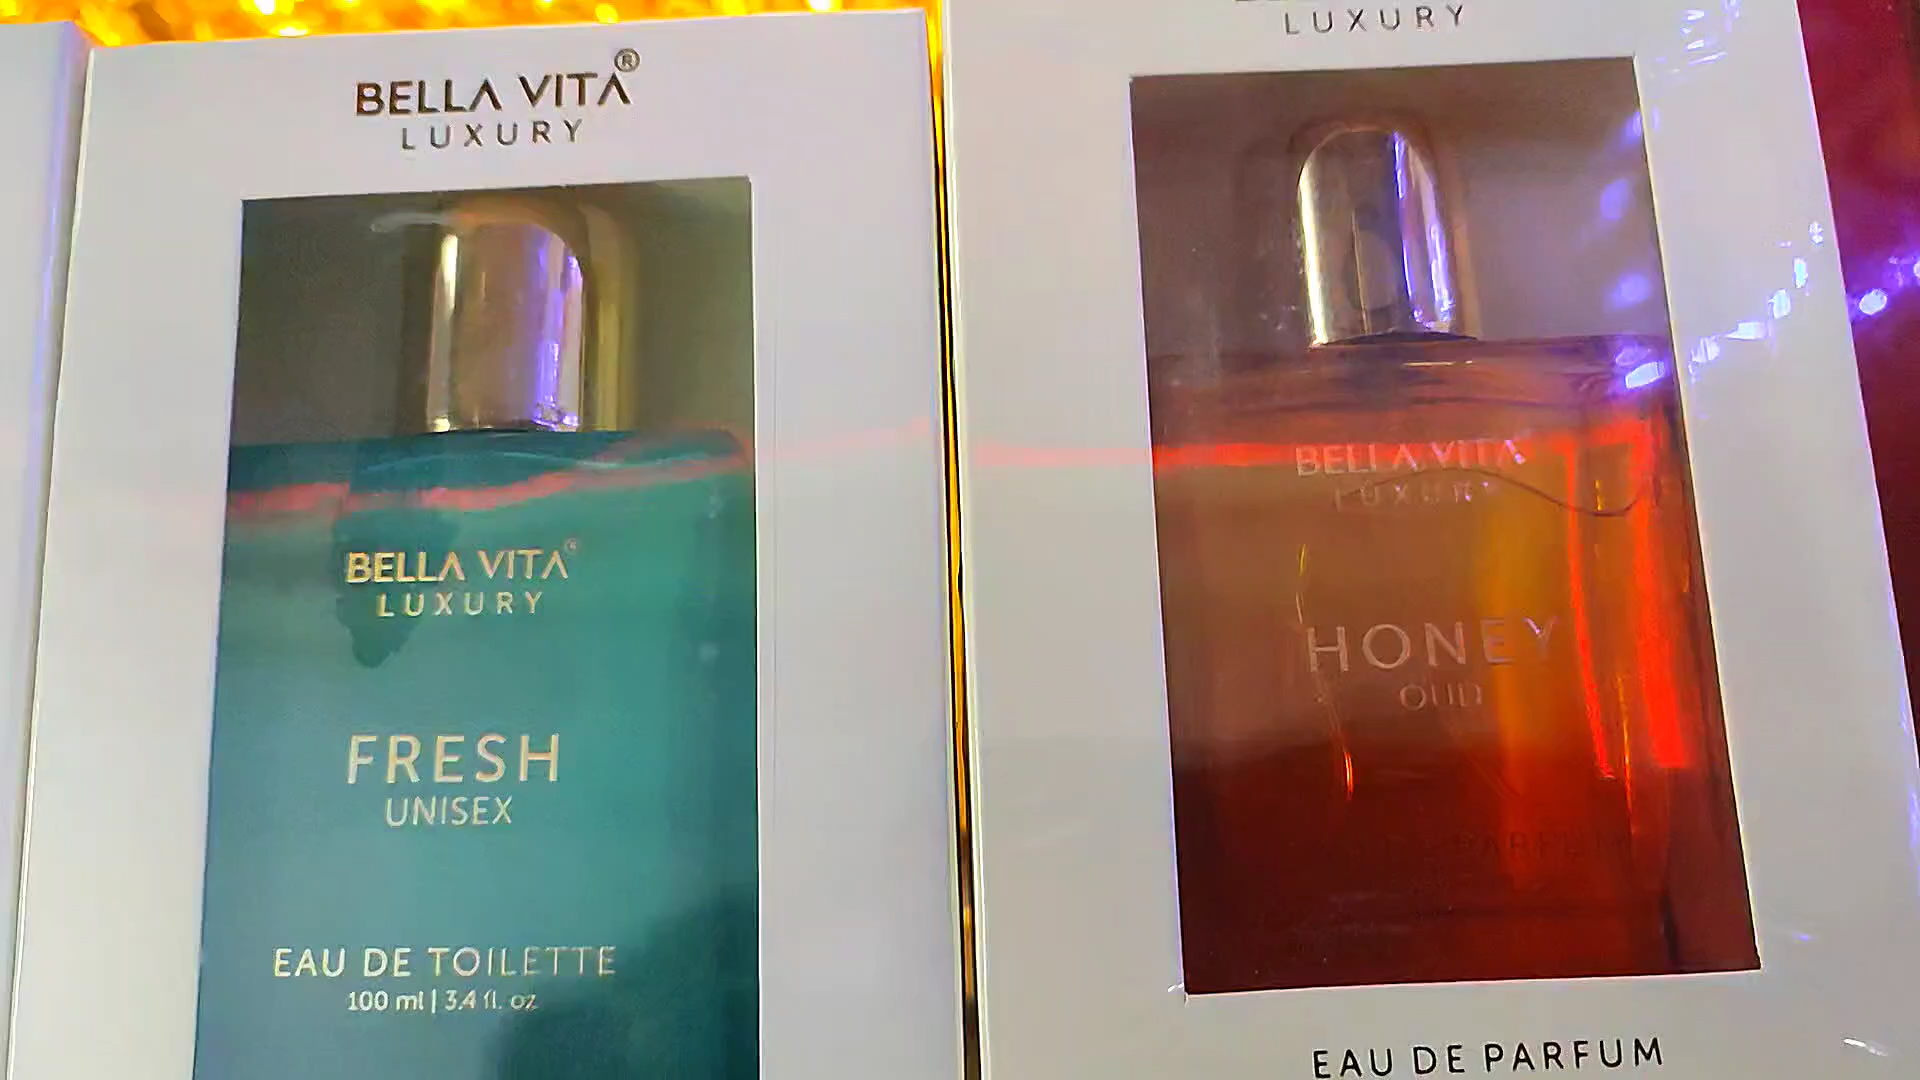 BELLA VITA®
LUXURY
BELLA VITA®
LUXURY
FRESH
UNISEX
EAU DE TOILETTE
100 ml | 3.4 fl. oz
LUXURY
BELLA VITA
LUXURY
HONEY
OUD
PARFUM
EAU DE PARFUM